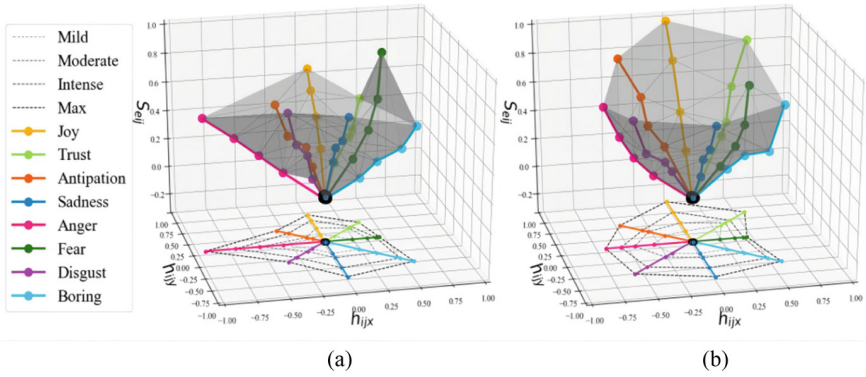 Mild
Moderate
Intense
Max
Joy
Trust
Antipation
Sadness
Anger
Fear
Disgust
Boring
S_eij
1.0
0.8
0.6
0.4
0.2
0.0
-0.2
h_ijy
1.00
0.75
0.50
0.25
0.00
-0.25
-0.50
-0.75
-1.00
-0.75
-0.50
-0.25
0.00
0.25
0.50
0.75
1.00
h_ijx
(a)
S_eij
1.0
0.8
0.6
0.4
0.2
0.0
-0.2
h_ijy
1.00
0.75
0.50
0.25
0.00
-0.25
-0.50
-0.75
-1.00
-1.00
-0.75
-0.50
-0.25
0.00
0.25
0.50
0.75
1.00
h_ijx
(b)